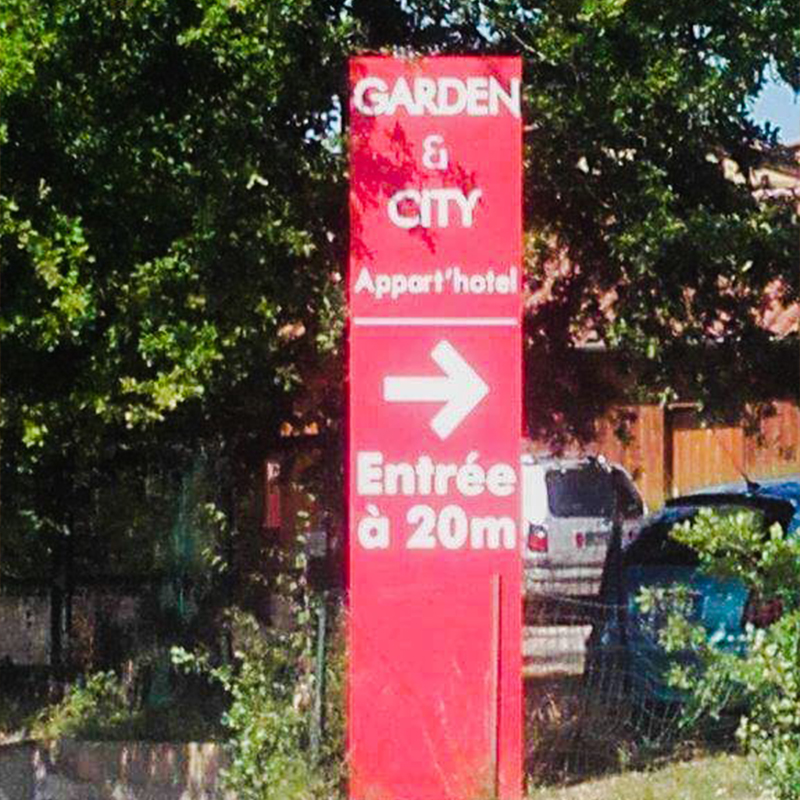 GARDEN
&
CITY
Appart'hotel
Entrée
à 20m